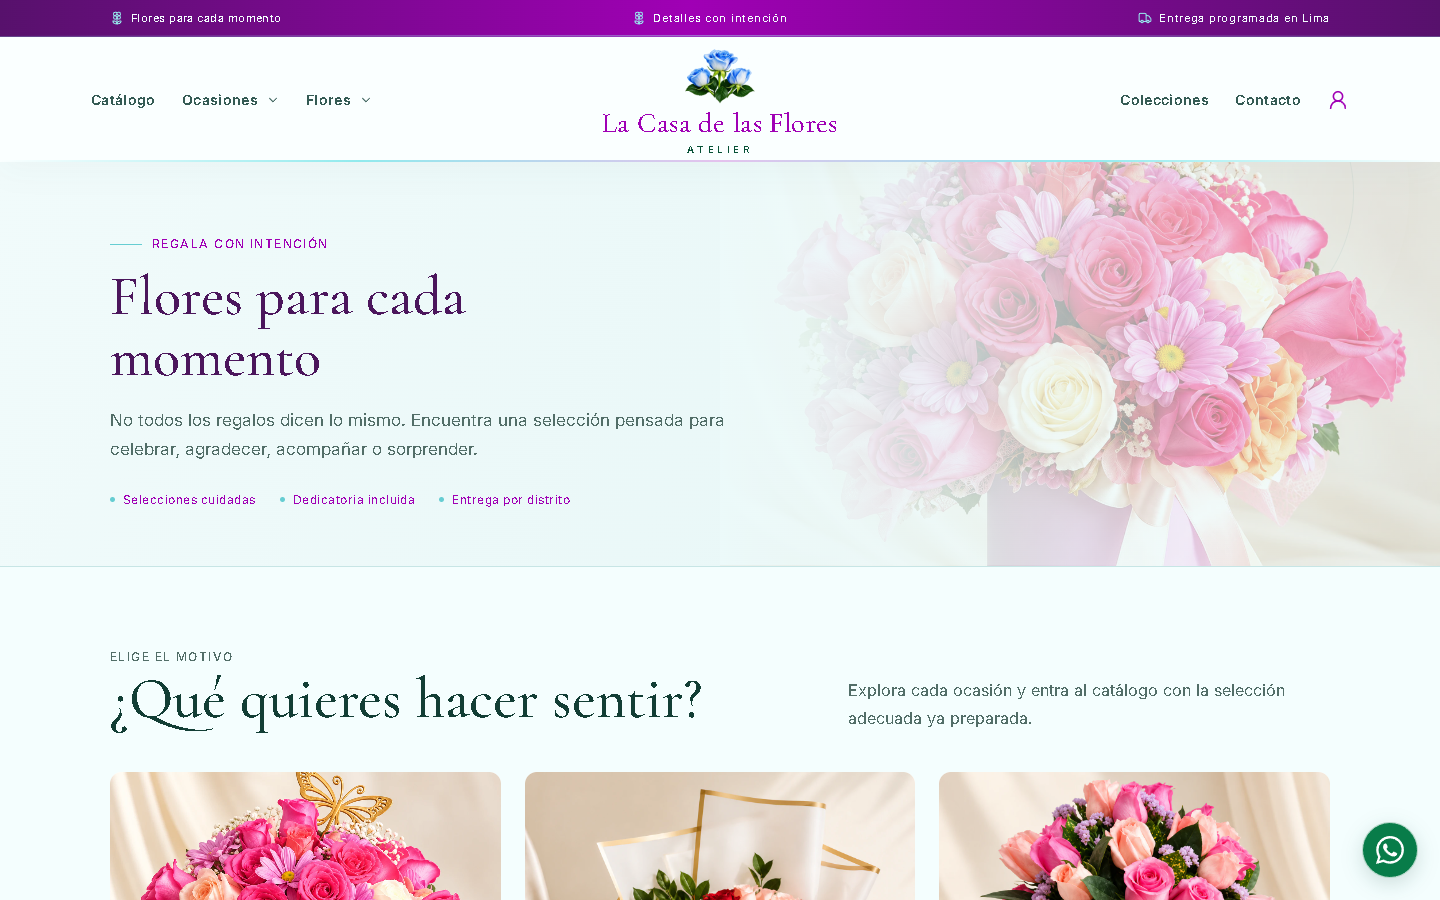 Flores para cada momento
Detalles con intención
Entrega programada en Lima
Catálogo
Ocasiones
Flores
La Casa de las Flores
ATELIER
Colecciones
Contacto
REGALA CON INTENCIÓN
Flores para cada
momento
No todos los regalos dicen lo mismo. Encuentra una selección pensada para
celebrar, agradecer, acompañar o sorprender.
Selecciones cuidadas
Dedicatoria incluida
Entrega por distrito
ELIGE EL MOTIVO
¿Qué quieres hacer sentir?
Explora cada ocasión y entra al catálogo con la selección
adecuada ya preparada.